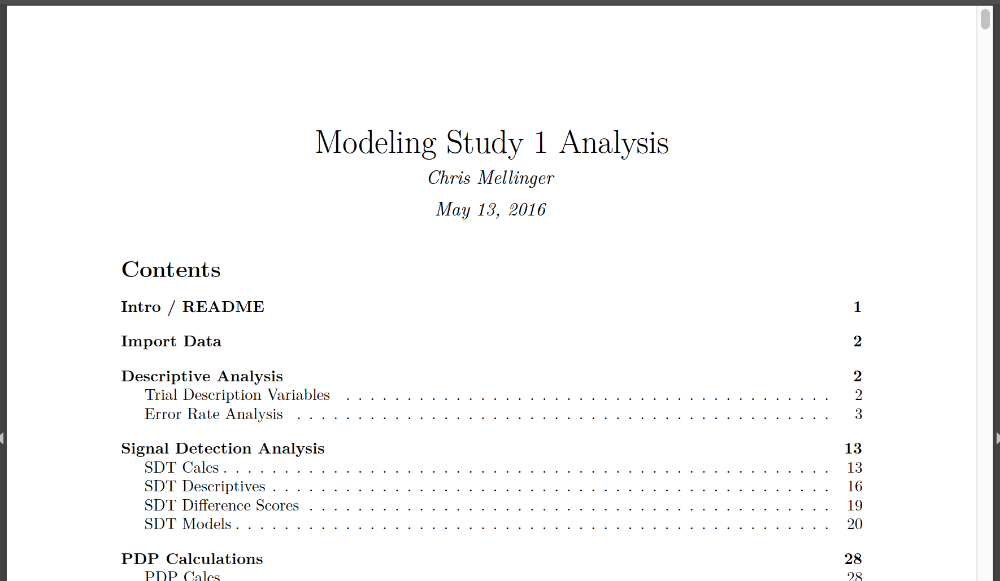 Modeling Study 1 Analysis
Chris Mellinger
May 13, 2016
Contents
Intro / README 1
Import Data 2
Descriptive Analysis 2
Trial Description Variables . . . . . . . . . . . . . . . . . . . . . . . . . . . . . . . . . . . . . . . . 2
Error Rate Analysis . . . . . . . . . . . . . . . . . . . . . . . . . . . . . . . . . . . . . . . . . . . . 3
Signal Detection Analysis 13
SDT Calcs . . . . . . . . . . . . . . . . . . . . . . . . . . . . . . . . . . . . . . . . . . . . . . . . . . 13
SDT Descriptives . . . . . . . . . . . . . . . . . . . . . . . . . . . . . . . . . . . . . . . . . . . . . . 16
SDT Difference Scores . . . . . . . . . . . . . . . . . . . . . . . . . . . . . . . . . . . . . . . . . . . 19
SDT Models . . . . . . . . . . . . . . . . . . . . . . . . . . . . . . . . . . . . . . . . . . . . . . . . . 20
PDP Calculations 28
PDP Calcs 28